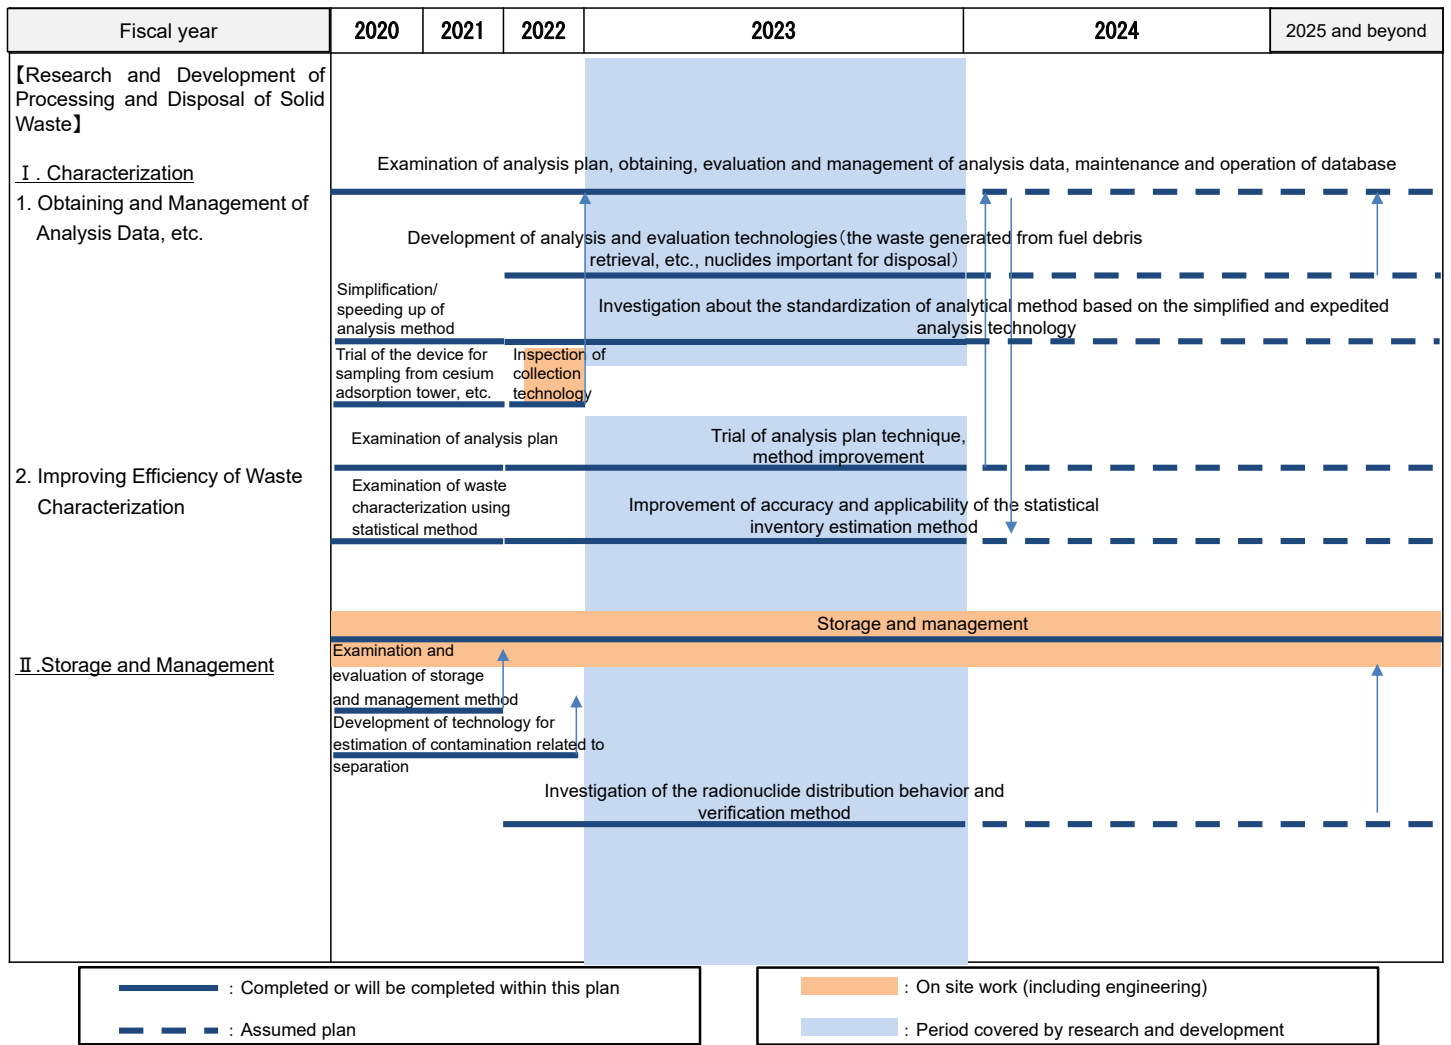 Fiscal year 2020 2021 2022 2023 2024 2025 and beyond
【Research and Development of
Processing and Disposal of Solid
Waste】
Ⅰ. Characterization
1. Obtaining and Management of
Analysis Data, etc.
Examination of analysis plan, obtaining, evaluation and management of analysis data, maintenance and operation of database
Development of analysis and evaluation technologies(the waste generated from fuel debris
retrieval, etc., nuclides important for disposal)
Simplification/
speeding up of
analysis method
Investigation about the standardization of analytical method based on the simplified and expedited
analysis technology
Trial of the device for
sampling from cesium
adsorption tower, etc.
Inspection of
collection
technology
2. Improving Efficiency of Waste
Characterization
Examination of analysis plan
Trial of analysis plan technique,
method improvement
Examination of waste
characterization using
statistical method
Improvement of accuracy and applicability of the statistical
inventory estimation method
Ⅱ.Storage and Management
Storage and management
Examination and
evaluation of storage
and management method
Development of technology for
estimation of contamination related to
separation
Investigation of the radionuclide distribution behavior and
verification method
: Completed or will be completed within this plan
: Assumed plan
: On site work (including engineering)
: Period covered by research and development